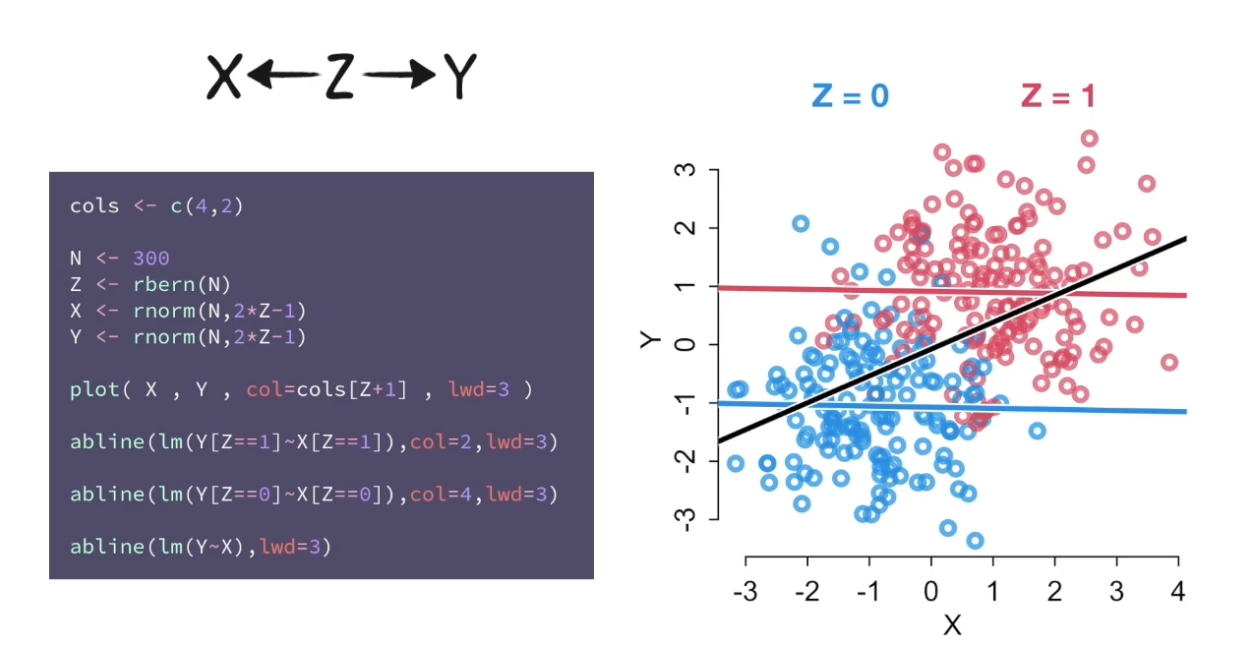 X←Z→Y
cols <- c(4,2)
N <- 300
Z <- rbern(N)
X <- rnorm(N,2*Z-1)
Y <- rnorm(N,2*Z-1)
plot( X , Y , col=cols[Z+1] , lwd=3 )
abline(lm(Y[Z==1]~X[Z==1]),col=2,lwd=3)
abline(lm(Y[Z==0]~X[Z==0]),col=4,lwd=3)
abline(lm(Y~X),lwd=3)
Z = 0 Z = 1
3
2
1
0
-1
-2
-3
Y
-3 -2 -1 0 1 2 3 4
X